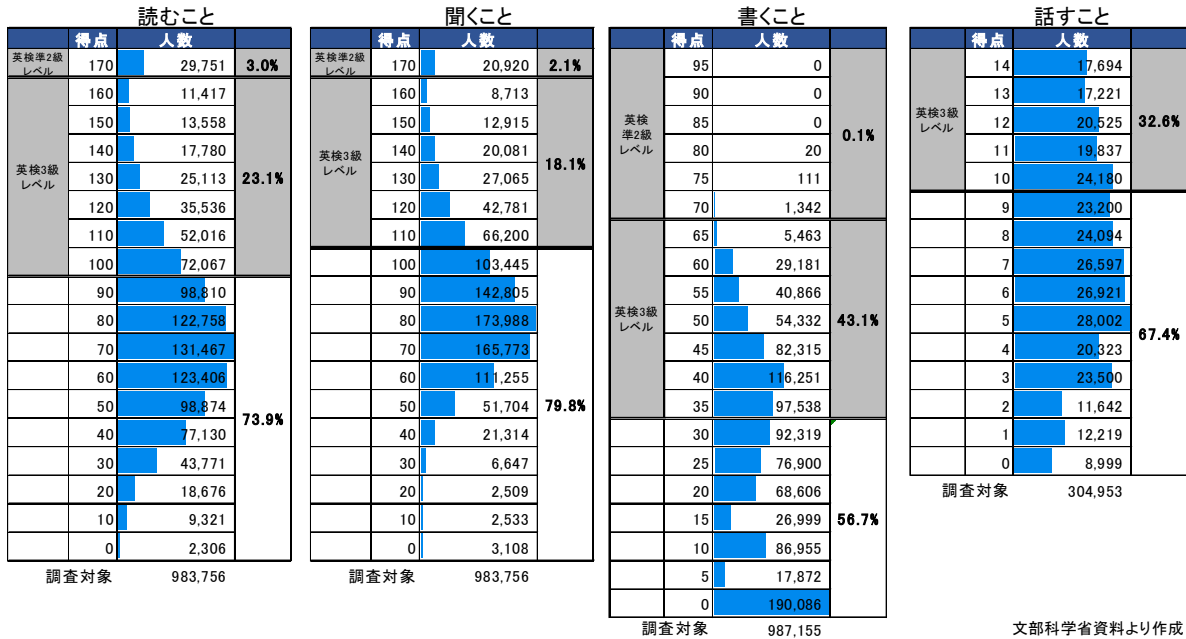 読むこと
得点 人数
英検準2級レベル 170 29,751 3.0%
英検3級レベル 160 11,417 23.1%
150 13,558
140 17,780
130 25,113
120 35,536
110 52,016
100 72,067
90 98,810 73.9%
80 122,758
70 131,467
60 123,406
50 98,874
40 77,130
30 43,771
20 18,676
10 9,321
0 2,306
調査対象 983,756
聞くこと
得点 人数
英検準2級レベル 170 20,920 2.1%
英検3級レベル 160 8,713 18.1%
150 12,915
140 20,081
130 27,065
120 42,781
110 66,200
100 103,445 79.8%
90 142,805
80 173,988
70 165,773
60 111,255
50 51,704
40 21,314
30 6,647
20 2,509
10 2,533
0 3,108
調査対象 983,756
書くこと
得点 人数
英検準2級レベル 95 0 0.1%
90 0
85 0
80 20
75 111
70 1,342
英検3級レベル 65 5,463 43.1%
60 29,181
55 40,866
50 54,332
45 82,315
40 116,251
35 97,538
30 92,319 56.7%
25 76,900
20 68,606
15 26,999
10 86,955
5 17,872
0 190,086
調査対象 987,155
話すこと
得点 人数
英検3級レベル 14 17,694 32.6%
13 17,221
12 20,525
11 19,837
10 24,180
9 23,200 67.4%
8 24,094
7 26,597
6 26,921
5 28,002
4 20,323
3 23,500
2 11,642
1 12,219
0 8,999
調査対象 304,953
文部科学省資料より作成